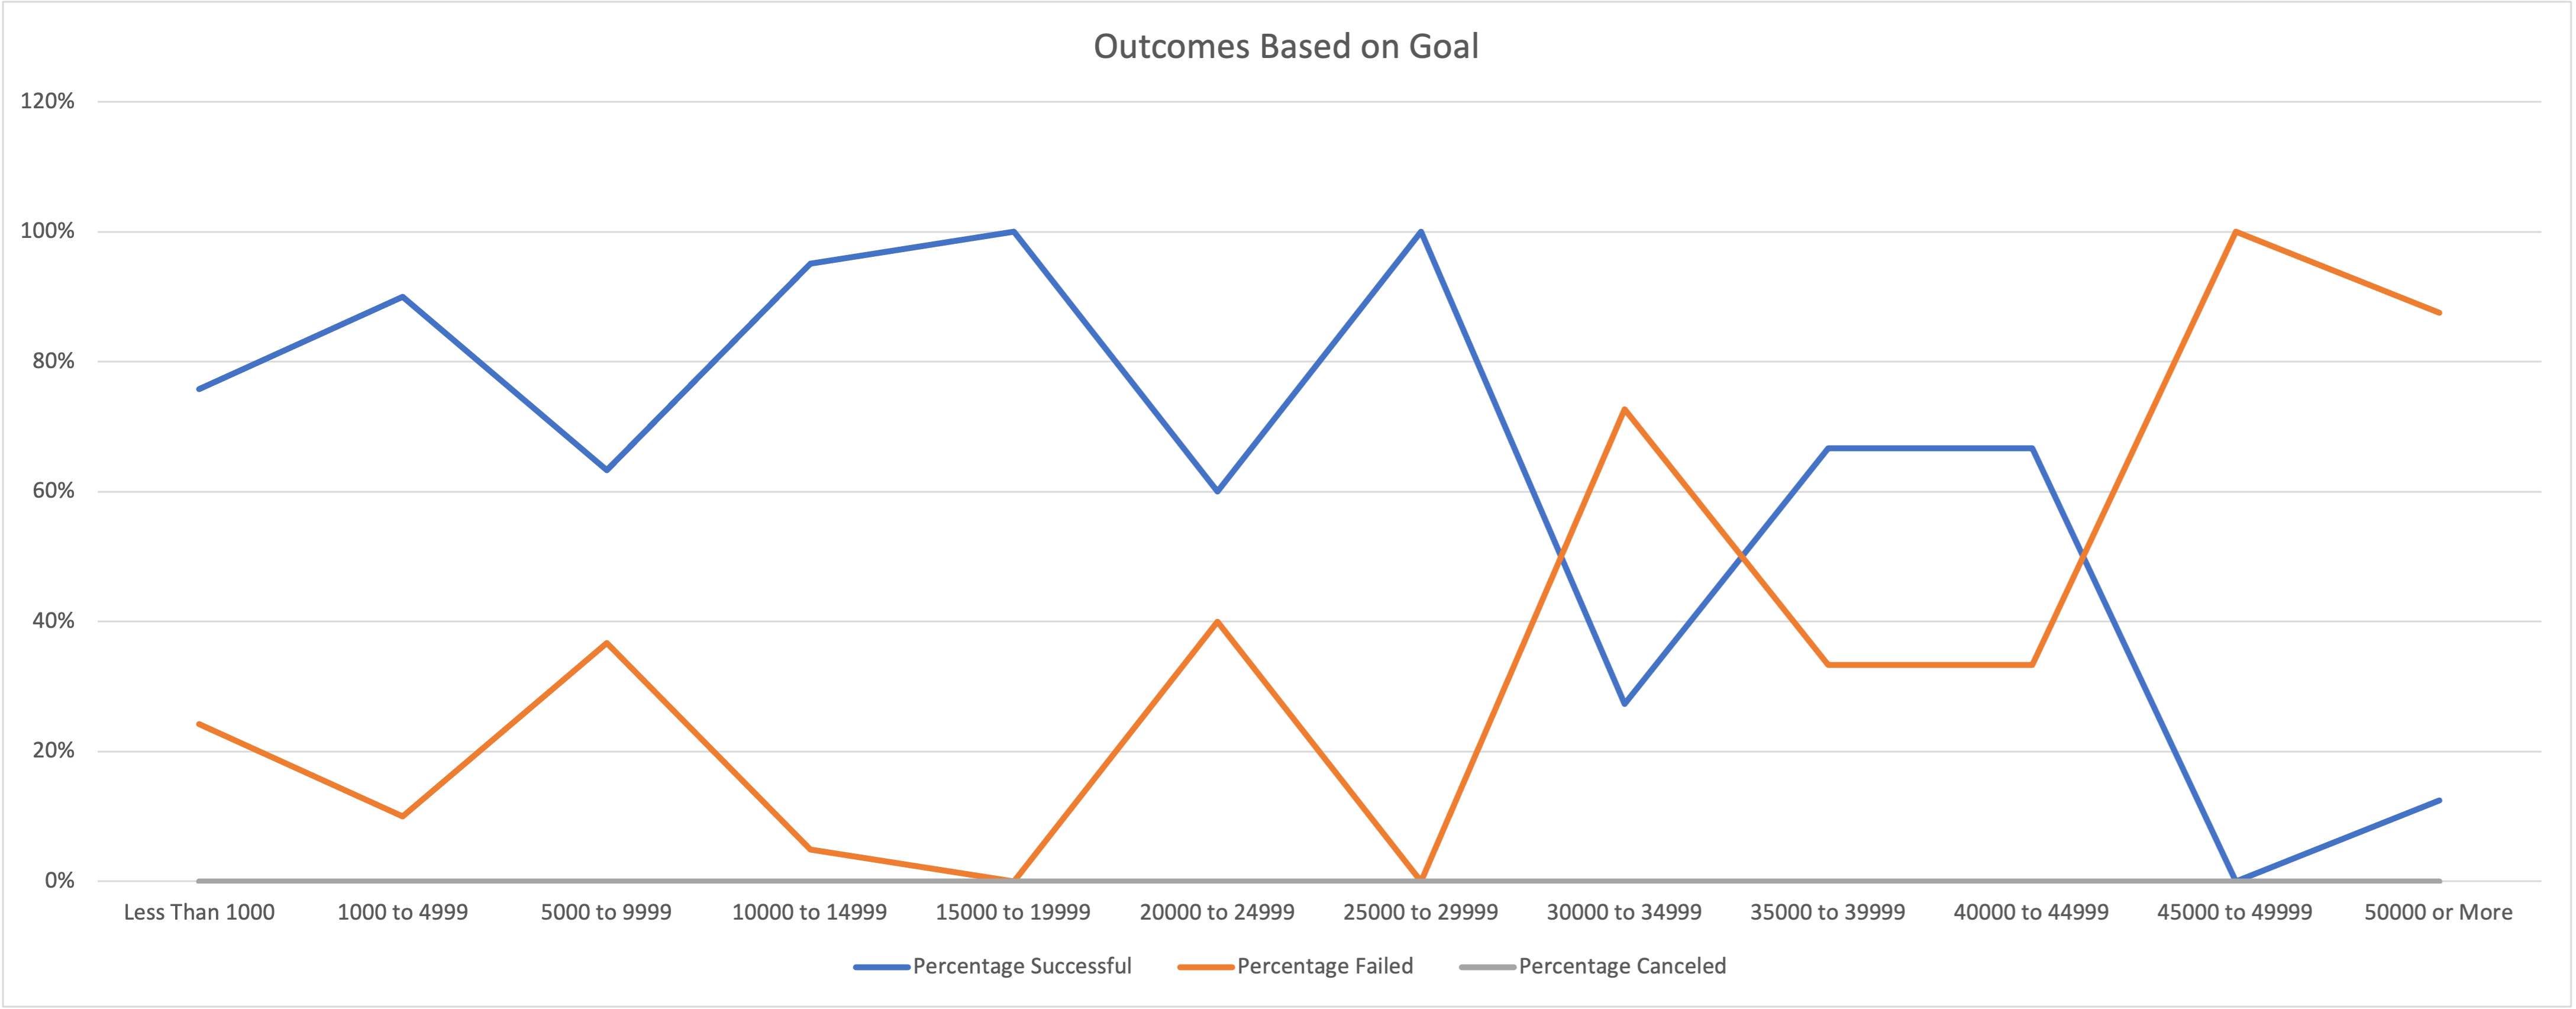 Outcomes Based on Goal
120%
100%
80%
60%
40%
20%
0%
Less Than 1000 1000 to 4999 5000 to 9999 10000 to 14999 15000 to 19999 20000 to 24999 25000 to 29999 30000 to 34999 35000 to 39999 40000 to 44999 45000 to 49999 50000 or More
Percentage Successful Percentage Failed Percentage Canceled